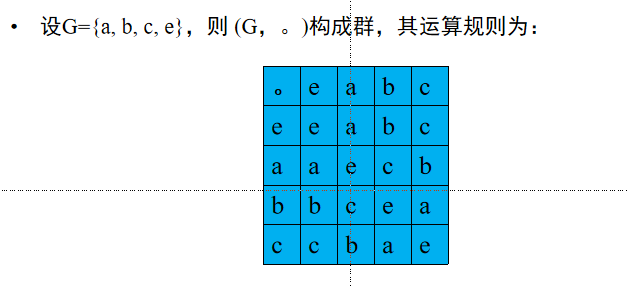 • 设G={a, b, c, e}，则 (G，。)构成群，其运算规则为：
。 e a b c
e e a b c
a a e c b
b b c e a
c c b a e